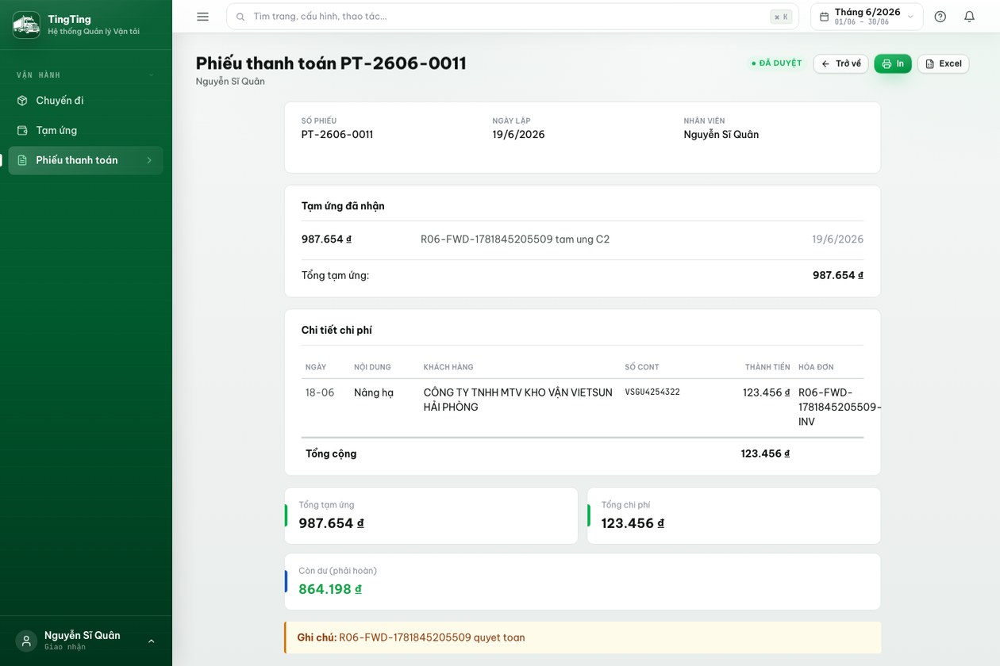 TingTing
Hệ thống Quản lý Vận tải
VẬN HÀNH
Chuyến đi
Tạm ứng
Phiếu thanh toán
Nguyễn Sĩ Quân
Giao nhận
Tìm trang, cấu hình, thao tác...
⌘ K
Tháng 6/2026
01/06 – 30/06
Phiếu thanh toán PT-2606-0011
Nguyễn Sĩ Quân
ĐÃ DUYỆT
Trở về
In
Excel
SỐ PHIẾU
NGÀY LẬP
NHÂN VIÊN
PT-2606-0011
19/6/2026
Nguyễn Sĩ Quân
Tạm ứng đã nhận
987.654 ₫
R06-FWD-1781845205509 tam ung C2
19/6/2026
Tổng tạm ứng:
987.654 ₫
Chi tiết chi phí
NGÀY
NỘI DUNG
KHÁCH HÀNG
SỐ CONT
THÀNH TIỀN
HÓA ĐƠN
18-06
Nâng hạ
CÔNG TY TNHH MTV KHO VẬN VIETSUN
HẢI PHÒNG
VSGU4254322
123.456 ₫
R06-FWD-
1781845205509-
INV
Tổng cộng
123.456 ₫
Tổng tạm ứng
987.654 ₫
Tổng chi phí
123.456 ₫
Còn dư (phải hoàn)
864.198 ₫
Ghi chú: R06-FWD-1781845205509 quyet toan